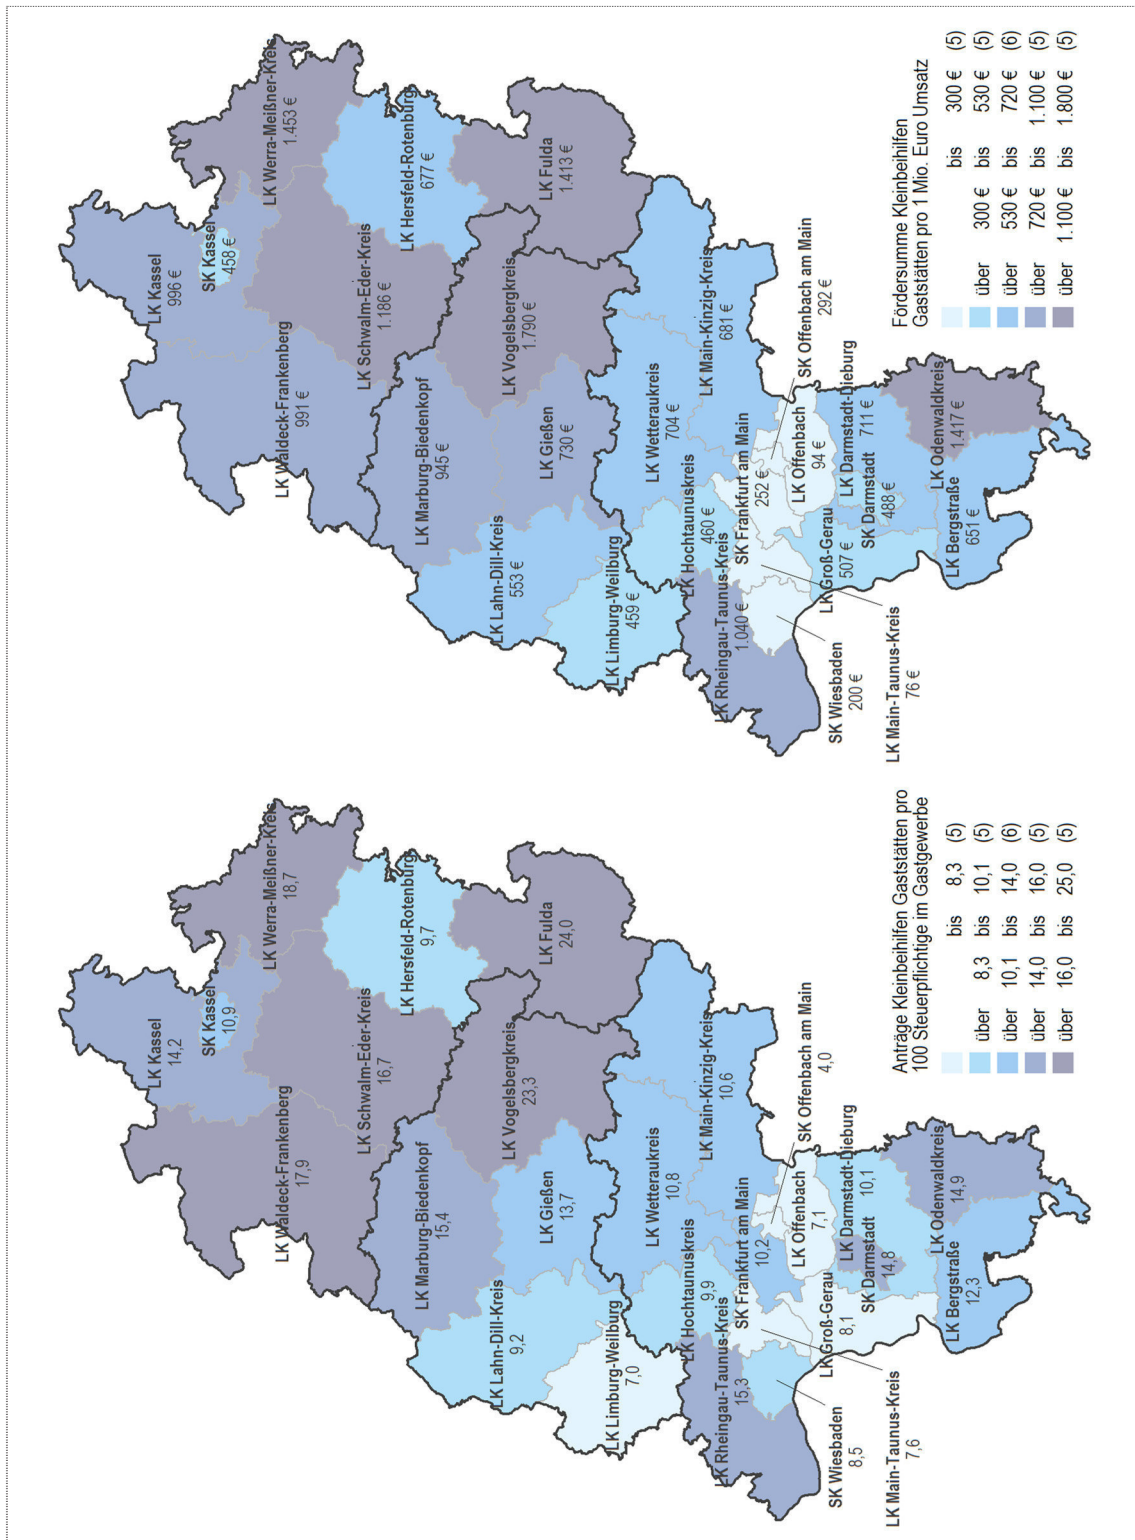 LK Kassel
14,2
SK Kassel
10,9
LK Werra-Meißner-Kreis
18,7
LK Waldeck-Frankenberg
17,9
LK Schwalm-Eder-Kreis
16,7
LK Hersfeld-Rotenburg
9,7
LK Marburg-Biedenkopf
15,4
LK Vogelsbergkreis
23,3
LK Fulda
24,0
LK Lahn-Dill-Kreis
9,2
LK Gießen
13,7
LK Limburg-Weilburg
7,0
LK Wetteraukreis
10,8
LK Hochtaunuskreis
9,9
LK Main-Kinzig-Kreis
10,6
LK Rheingau-Taunus-Kreis
15,3
SK Frankfurt am Main
10,2
SK Offenbach am Main
4,0
LK Offenbach
7,1
SK Wiesbaden
8,5
LK Main-Taunus-Kreis
7,6
LK Groß-Gerau
8,1
LK Darmstadt-Dieburg
10,1
SK Darmstadt
14,8
LK Odenwaldkreis
14,9
LK Bergstraße
12,3
Anträge Kleinbeihilfen Gaststätten pro
100 Steuerpflichtige im Gastgewerbe
bis 8,3 (5)
über 8,3 bis 10,1 (5)
über 10,1 bis 14,0 (6)
über 14,0 bis 16,0 (5)
über 16,0 bis 25,0 (5)
LK Kassel
996 €
SK Kassel
458 €
LK Werra-Meißner-Kreis
1.453 €
LK Waldeck-Frankenberg
991 €
LK Schwalm-Eder-Kreis
1.186 €
LK Hersfeld-Rotenburg
677 €
LK Marburg-Biedenkopf
945 €
LK Vogelsbergkreis
1.790 €
LK Fulda
1.413 €
LK Lahn-Dill-Kreis
553 €
LK Gießen
730 €
LK Limburg-Weilburg
459 €
LK Wetteraukreis
704 €
LK Hochtaunuskreis
460 €
LK Main-Kinzig-Kreis
681 €
LK Rheingau-Taunus-Kreis
1.040 €
SK Frankfurt am Main
252 €
SK Offenbach am Main
292 €
LK Offenbach
94 €
SK Wiesbaden
200 €
LK Main-Taunus-Kreis
76 €
LK Groß-Gerau
507 €
LK Darmstadt-Dieburg
711 €
SK Darmstadt
488 €
LK Odenwaldkreis
1.417 €
LK Bergstraße
651 €
Fördersumme Kleinbeihilfen
Gaststätten pro 1 Mio. Euro Umsatz
bis 300 € (5)
über 300 € bis 530 € (5)
über 530 € bis 720 € (6)
über 720 € bis 1.100 € (5)
über 1.100 € bis 1.800 € (5)